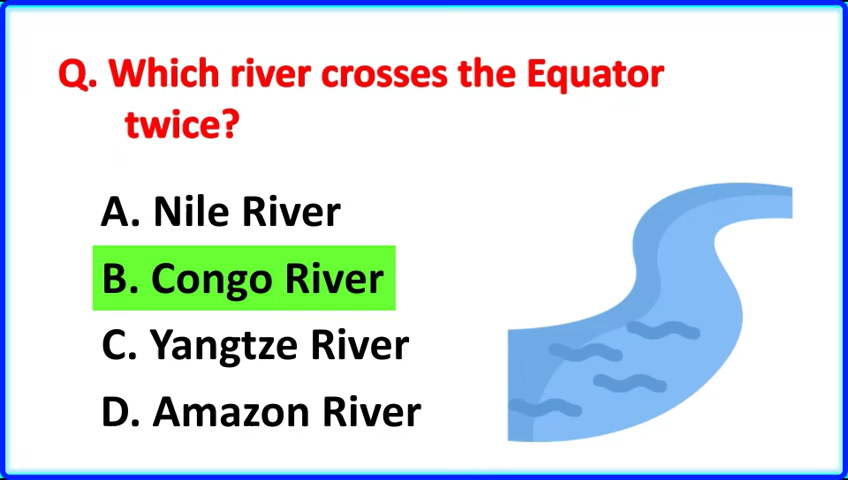 Q. Which river crosses the Equator
twice?
A. Nile River
B. Congo River
C. Yangtze River
D. Amazon River